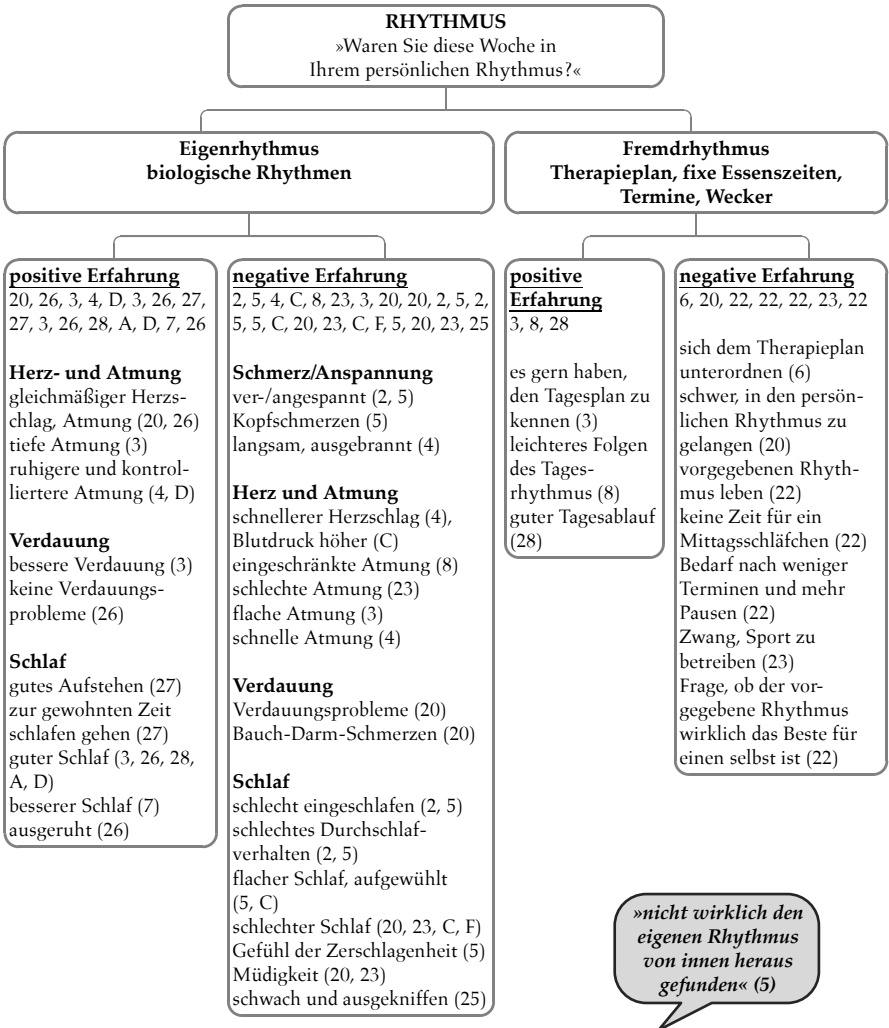 RHYTHMUS
»Waren Sie diese Woche in
Ihrem persönlichen Rhythmus?«
Eigenrhythmus
biologische Rhythmen
Fremdrhythmus
Therapieplan, fixe Essenszeiten,
Termine, Wecker
positive Erfahrung
20, 26, 3, 4, D, 3, 26, 27,
27, 3, 26, 28, A, D, 7, 26
Herz- und Atmung
gleichmäßiger Herzs-
chlag, Atmung (20, 26)
tiefe Atmung (3)
ruhigere und kontrol-
liertere Atmung (4, D)
Verdauung
bessere Verdauung (3)
keine Verdauungs-
probleme (26)
Schlaf
gutes Aufstehen (27)
zur gewohnten Zeit
schlafen gehen (27)
guter Schlaf (3, 26, 28,
A, D)
besserer Schlaf (7)
ausgeruht (26)
negative Erfahrung
2, 5, 4, C, 8, 23, 3, 20, 20, 2, 5, 2,
5, 5, C, 20, 23, C, F, 5, 20, 23, 25
Schmerz/Anspannung
ver-/angespannt (2, 5)
Kopfschmerzen (5)
langsam, ausgebrannt (4)
Herz und Atmung
schnellerer Herzschlag (4),
Blutdruck höher (C)
eingeschränkte Atmung (8)
schlechte Atmung (23)
flache Atmung (3)
schnelle Atmung (4)
Verdauung
Verdauungsprobleme (20)
Bauch-Darm-Schmerzen (20)
Schlaf
schlecht eingeschlafen (2, 5)
schlechtes Durchschlaf-
verhalten (2, 5)
flacher Schlaf, aufgewühlt
(5, C)
schlechter Schlaf (20, 23, C, F)
Gefühl der Zerschlagenheit (5)
Müdigkeit (20, 23)
schwach und ausgekniffen (25)
positive
Erfahrung
3, 8, 28
es gern haben,
den Tagesplan zu
kennen (3)
leichteres Folgen
des Tages-
rhythmus (8)
guter Tagesablauf
(28)
negative Erfahrung
6, 20, 22, 22, 22, 23, 22
sich dem Therapieplan
unterordnen (6)
schwer, in den persön-
lichen Rhythmus zu
gelangen (20)
vorgegebenen Rhyth-
mus leben (22)
keine Zeit für ein
Mittagsschläfchen (22)
Bedarf nach weniger
Terminen und mehr
Pausen (22)
Zwang, Sport zu
betreiben (23)
Frage, ob der vor-
gegebene Rhythmus
wirklich das Beste für
einen selbst ist (22)
»nicht wirklich den
eigenen Rhythmus
von innen heraus
gefunden« (5)